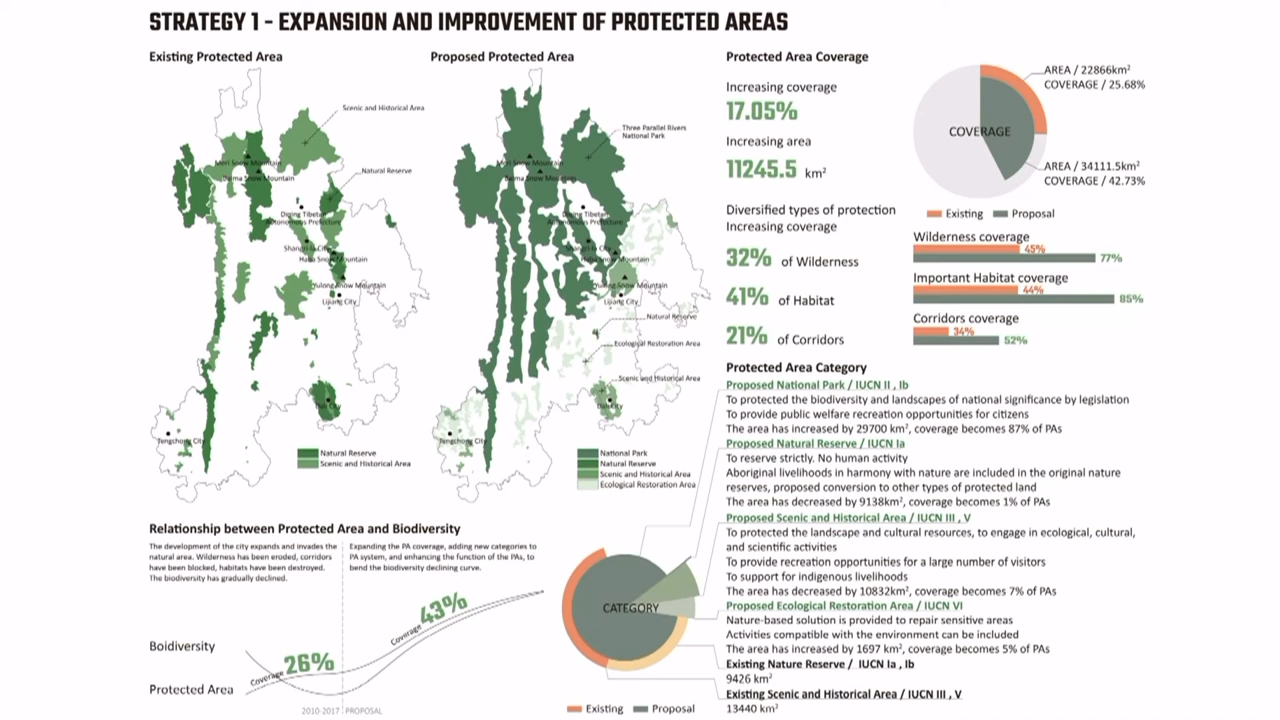 STRATEGY 1 - EXPANSION AND IMPROVEMENT OF PROTECTED AREAS
Existing Protected Area
Scenic and Historical Area
Meri Snow Mountain
Baima Snow Mountain
Natural Reserve
Diqing Tibetan
Autonomous Prefecture
Shangri-la City
Haba Snow Mountain
Yulong Snow Mountain
Lijiang City
Dali City
Tengchong City
Natural Reserve
Scenic and Historical Area
Proposed Protected Area
Three Parallel Rivers
National Park
Meri Snow Mountain
Baima Snow Mountain
Diqing Tibetan
Autonomous Prefecture
Shangri-la City
Haba Snow Mountain
Yulong Snow Mountain
Lijiang City
Natural Reserve
Ecological Restoration Area
Scenic and Historical Area
Dali City
Tengchong City
National Park
Natural Reserve
Scenic and Historical Area
Ecological Restoration Area
Protected Area Coverage
Increasing coverage
17.05%
Increasing area
11245.5 km²
Diversified types of protection
Increasing coverage
32% of Wilderness
41% of Habitat
21% of Corridors
COVERAGE
AREA / 22866km²
COVERAGE / 25.68%
AREA / 34111.5km²
COVERAGE / 42.73%
Existing Proposal
Wilderness coverage
45%
77%
Important Habitat coverage
44%
85%
Corridors coverage
34%
52%
Protected Area Category
Proposed National Park / IUCN II , Ib
To protected the biodiversity and landscapes of national significance by legislation
To provide public welfare recreation opportunities for citizens
The area has increased by 29700 km², coverage becomes 87% of PAs
Proposed Natural Reserve / IUCN Ia
To reserve strictly. No human activity
Aboriginal livelihoods in harmony with nature are included in the original nature
reserves, proposed conversion to other types of protected land
The area has decreased by 9138km², coverage becomes 1% of PAs
Proposed Scenic and Historical Area / IUCN III , V
To protected the landscape and cultural resources, to engage in ecological, cultural,
and scientific activities
To provide recreation opportunities for a large number of visitors
To support for indigenous livelihoods
The area has decreased by 10832km², coverage becomes 7% of PAs
Proposed Ecological Restoration Area / IUCN VI
Nature-based solution is provided to repair sensitive areas
Activities compatible with the environment can be included
The area has increased by 1697 km², coverage becomes 5% of PAs
Existing Nature Reserve / IUCN Ia , Ib
9426 km²
Existing Scenic and Historical Area / IUCN III , V
13440 km²
Relationship between Protected Area and Biodiversity
The development of the city expands and invades the
natural area. Wilderness has been eroded, corridors
have been blocked, habitats have been destroyed.
The biodiversity has gradually declined.
Expanding the PA coverage, adding new categories to
PA system, and enhancing the function of the PAs, to
bend the biodiversity declining curve.
Boidiversity
Protected Area
Coverage 26%
Coverage 43%
2010-2017 PROPOSAL
CATEGORY
Existing Proposal